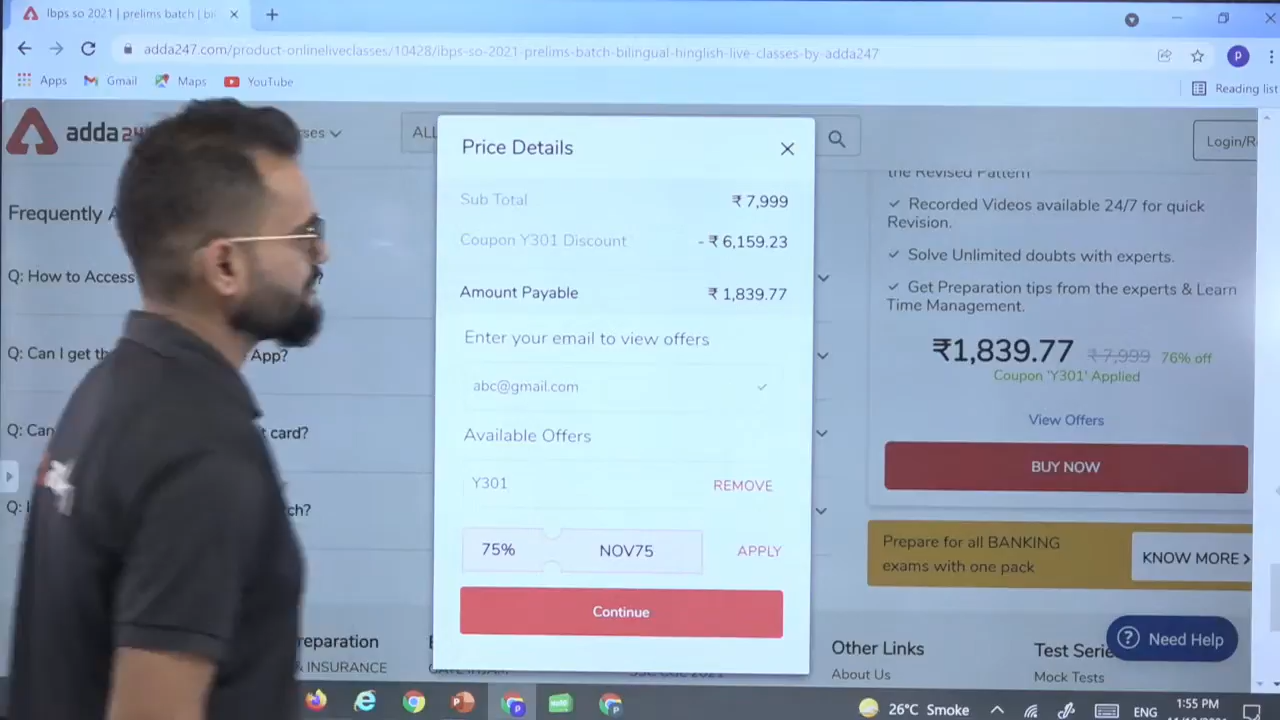 Ibps so 2021 | prelims batch | bi
adda247.com/product-onlineliveclasses/10428/ibps-so-2021-prelims-batch-bilingual-hinglish-live-classes-by-adda247
P
Apps
Gmail
Maps
YouTube
Reading list
adda24
ses
ALL
Login/R
Price Details
Sub Total ₹ 7,999
Coupon Y301 Discount - ₹ 6,159.23
Amount Payable ₹ 1,839.77
Enter your email to view offers
abc@gmail.com
Available Offers
Y301 REMOVE
75% NOV75 APPLY
Continue
Frequently A
Q: How to Access ?
Q: Can I get th App?
Q: Can t card?
Q: I ch?
the Revised Pattern
✓ Recorded Videos available 24/7 for quick
Revision.
✓ Solve Unlimited doubts with experts.
✓ Get Preparation tips from the experts & Learn
Time Management.
₹1,839.77 ₹ 7,999 76% off
Coupon 'Y301' Applied
View Offers
BUY NOW
Prepare for all BANKING
exams with one pack
KNOW MORE >
reparation
& INSURANCE
Other Links
About Us
Test Serie
Mock Tests
? Need Help
26°C Smoke
ENG
1:55 PM